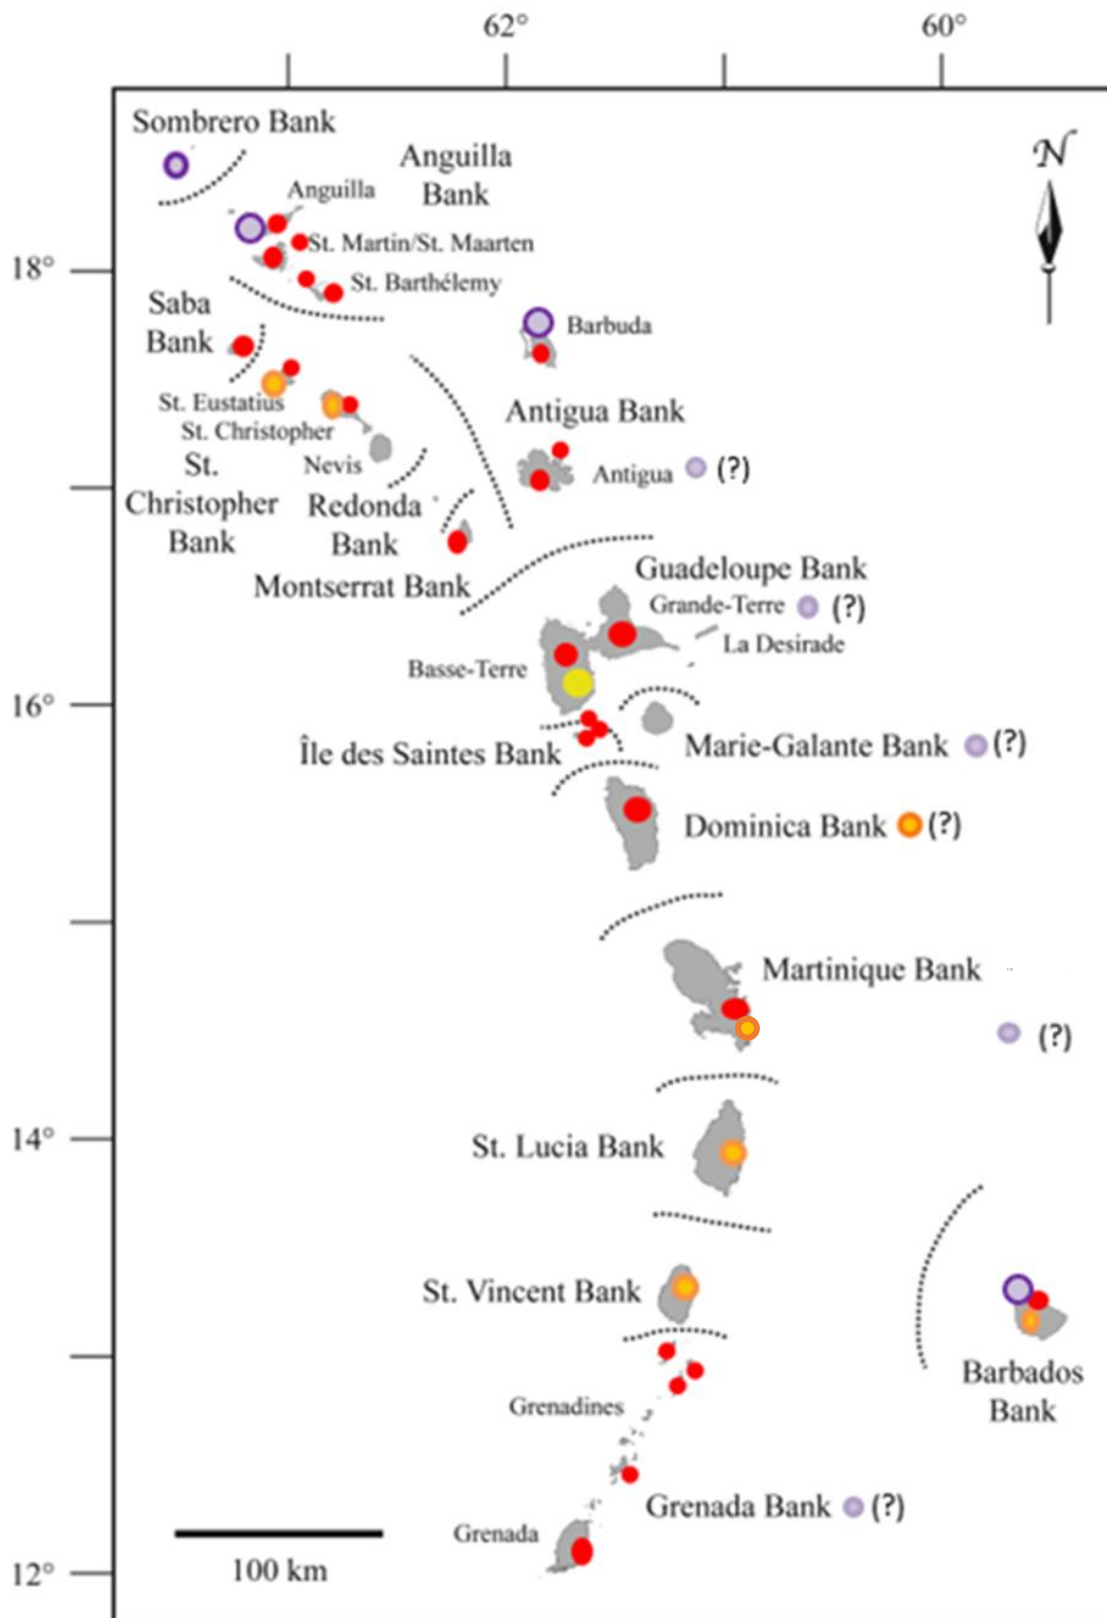 62°
60°
Sombrero Bank
N
Anguilla
Bank
Anguilla
St. Martin/St. Maarten
18°
St. Barthélemy
Saba
Bank
Barbuda
St. Eustatius
Antigua Bank
St. Christopher
St.
Christopher
Bank
Nevis
Antigua (?)
Redonda
Bank
Montserrat Bank
Guadeloupe Bank
Grande-Terre (?)
La Desirade
Basse-Terre
16°
Île des Saintes Bank
Marie-Galante Bank (?)
Dominica Bank (?)
Martinique Bank
(?)
14°
St. Lucia Bank
St. Vincent Bank
Barbados
Bank
Grenadines
Grenada Bank (?)
Grenada
100 km
12°